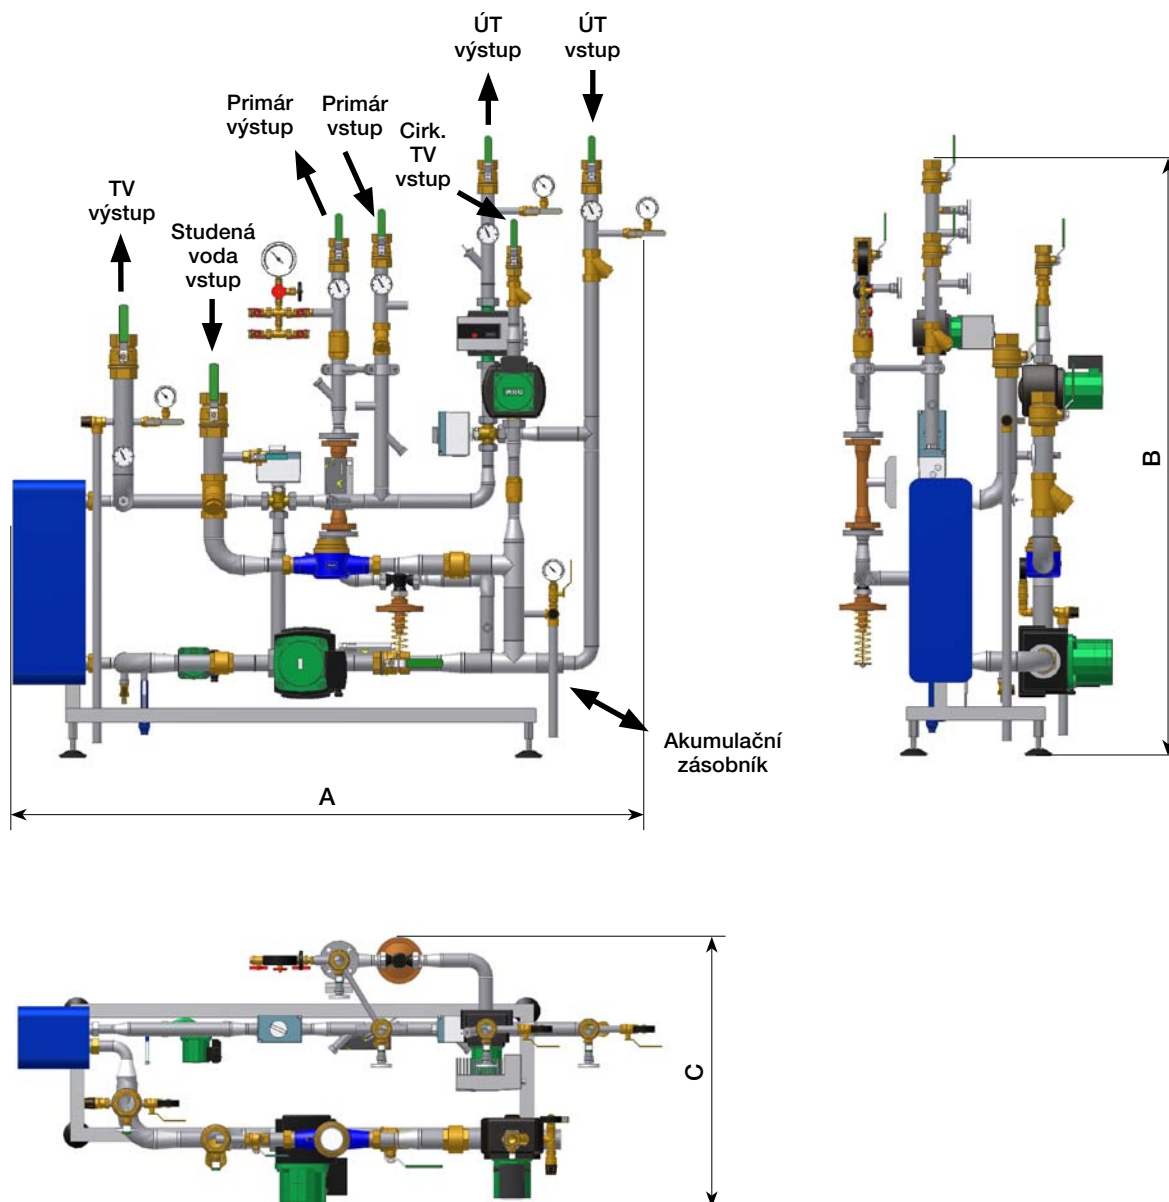 ÚT
výstup
ÚT
vstup
Primár
výstup
Primár
vstup
Cirk.
TV
vstup
TV
výstup
Studená
voda
vstup
Akumulační
zásobník
A
B
C